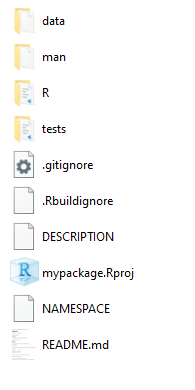 data
man
R
tests
.gitignore
.Rbuildignore
DESCRIPTION
mypackage.Rproj
NAMESPACE
README.md